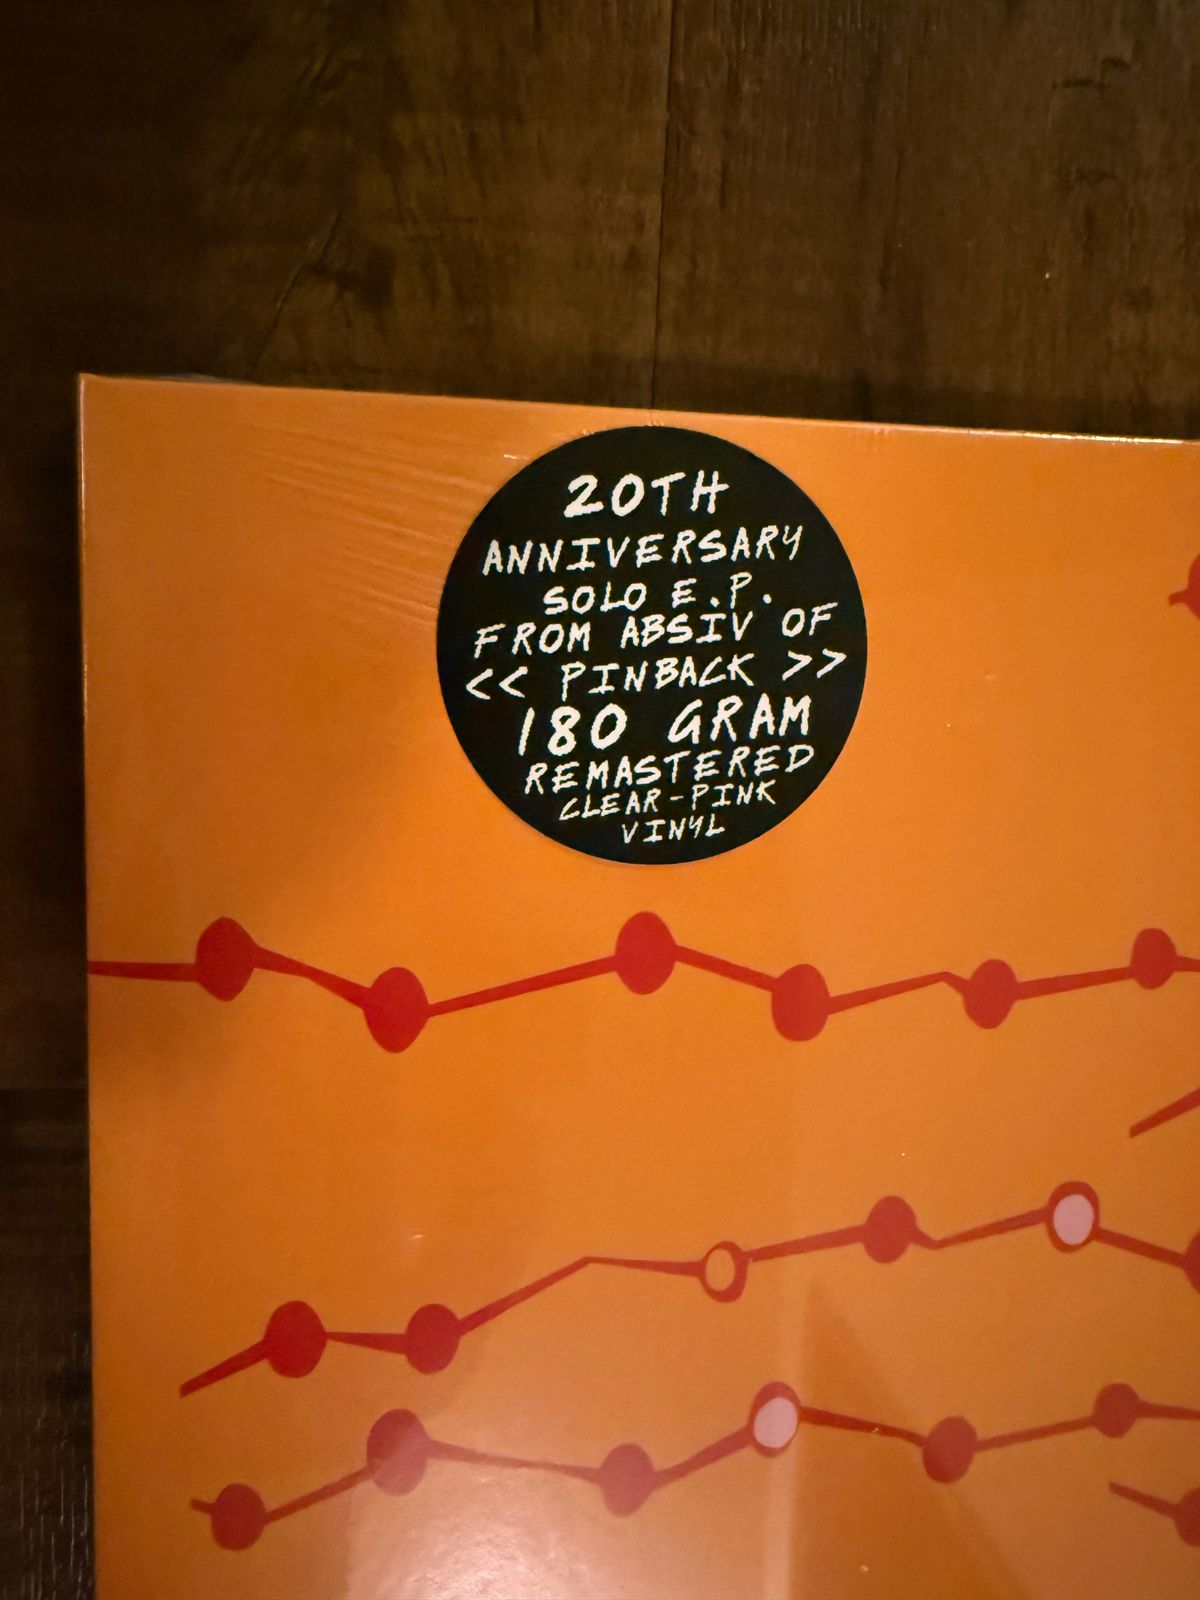 20TH
ANNIVERSARY
SOLO E.P.
FROM ABSIV OF
<< PINBACK >>
180 GRAM
REMASTERED
CLEAR-PINK
VINYL